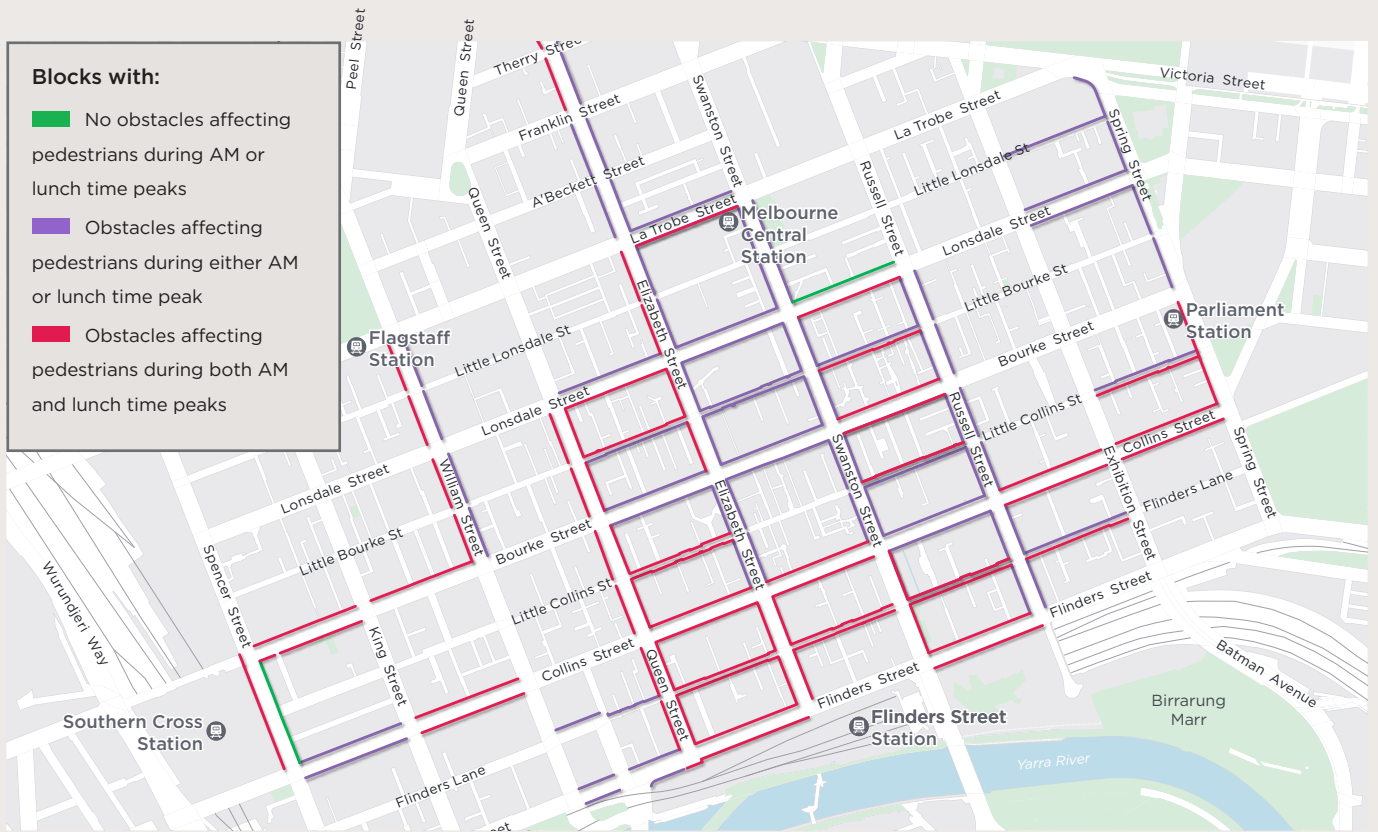 Blocks with:
No obstacles affecting
pedestrians during AM or
lunch time peaks
Obstacles affecting
pedestrians during either AM
or lunch time peak
Obstacles affecting
pedestrians during both AM
and lunch time peaks
Peel Street
Queen Street
Therry Stree
Franklin Street
A'Beckett Street
Swanston Street
La Trobe Street
Victoria Street
Spring Street
Little Lonsdale St
Russell Street
Queen Street
La Trobe Street
Melbourne
Central
Station
Lonsdale Street
Little Bourke St
Elizabeth Street
Parliament
Station
Bourke Street
Flagstaff
Station
Little Lonsdale St
Lonsdale Street
Russell Street
Little Collins St
Collins Street
Spring Street
Swanston Street
Exhibition Street
Flinders Lane
William Street
Lonsdale Street
Elizabeth Street
Bourke Street
Little Bourke St
Spencer Street
Wurundjeri Way
Little Collins St
Flinders Street
King Street
Collins Street
Queen Street
Batman Avenue
Flinders Street
Birrarung
Marr
Southern Cross
Station
Flinders Street
Station
Yarra River
Flinders Lane
et